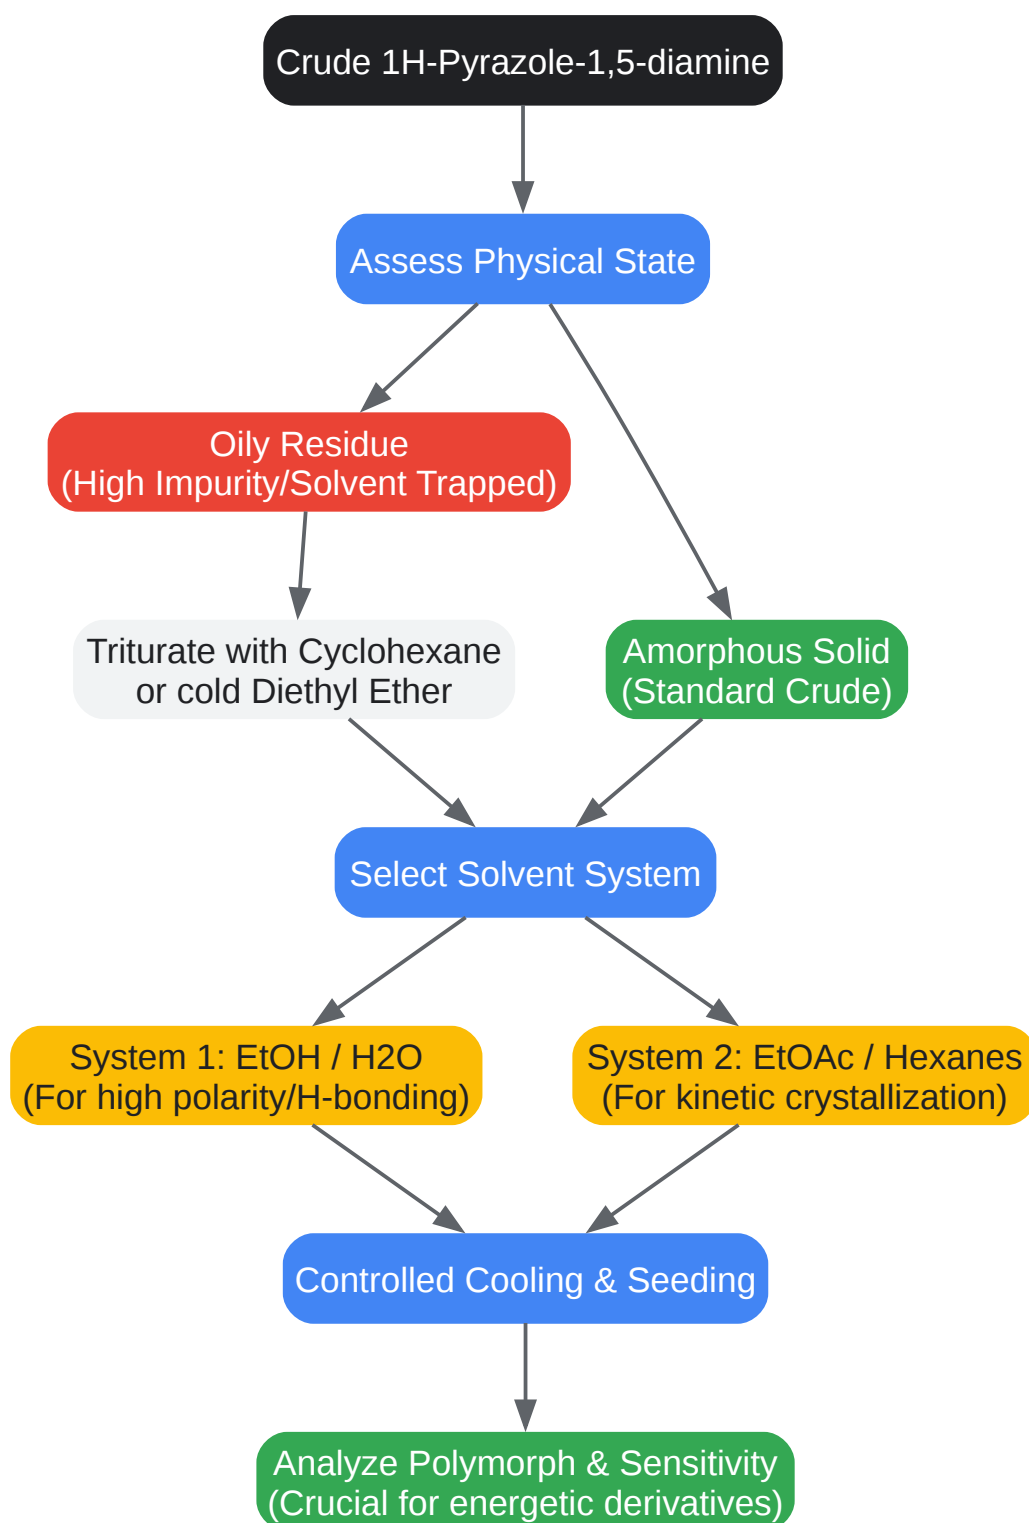 Crude 1H-Pyrazole-1,5-diamine
Assess Physical State
Oily Residue
(High Impurity/Solvent Trapped)
Triturate with Cyclohexane
or cold Diethyl Ether
Amorphous Solid
(Standard Crude)
Select Solvent System
System 1: EtOH / H2O
(For high polarity/H-bonding)
System 2: EtOAc / Hexanes
(For kinetic crystallization)
Controlled Cooling & Seeding
Analyze Polymorph & Sensitivity
(Crucial for energetic derivatives)